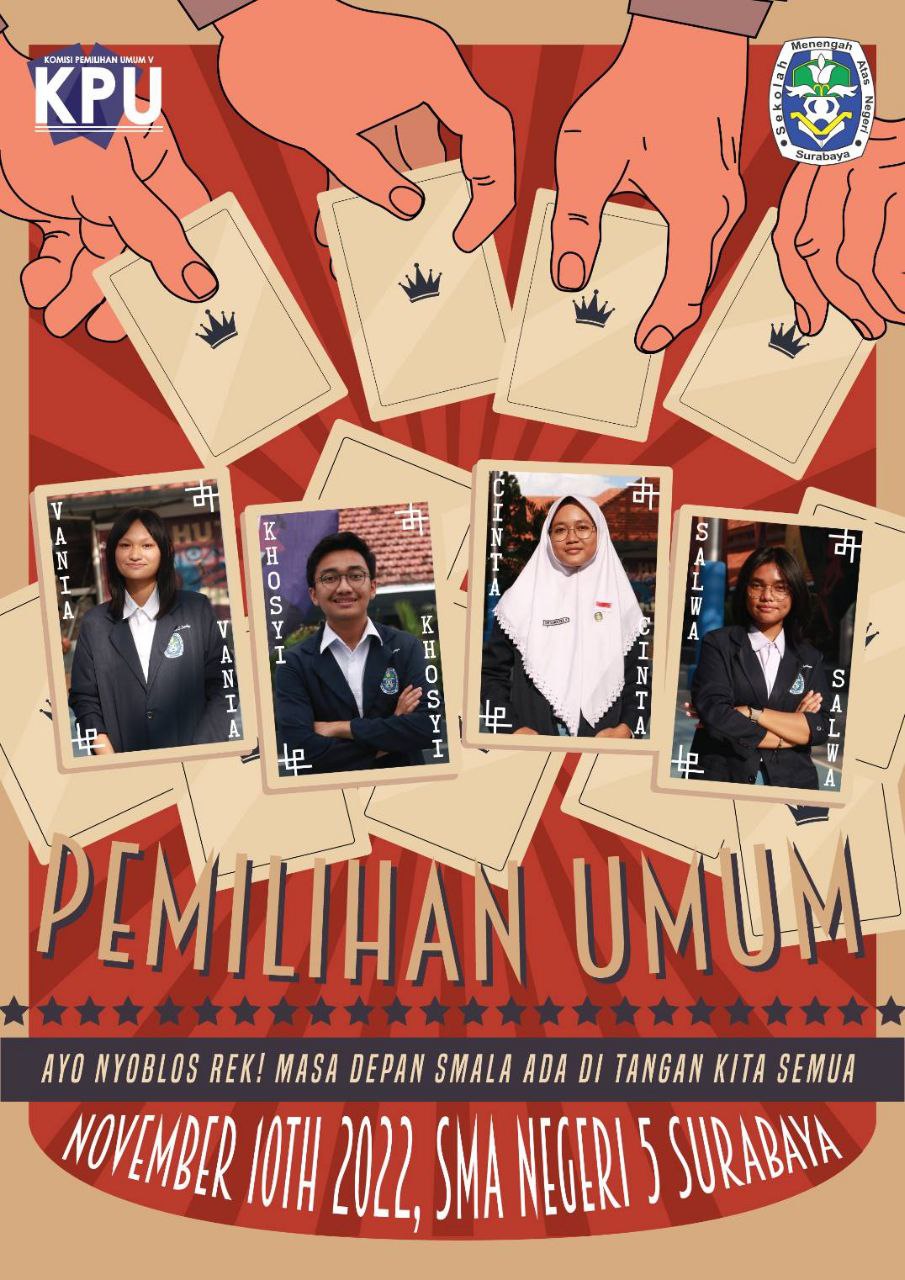 KOMISI PEMILIHAN UMUM V
KPU
Sekolah Menengah Atas Negeri
Surabaya
VANIA
VANIA
KHOSYI
KHOSYI
CINTA
CINTA
SALWA
SALWA
PEMILIHAN UMUM
AYO NYOBLOS REK! MASA DEPAN SMALA ADA DI TANGAN KITA SEMUA
NOVEMBER 10TH 2022, SMA NEGERI 5 SURABAYA